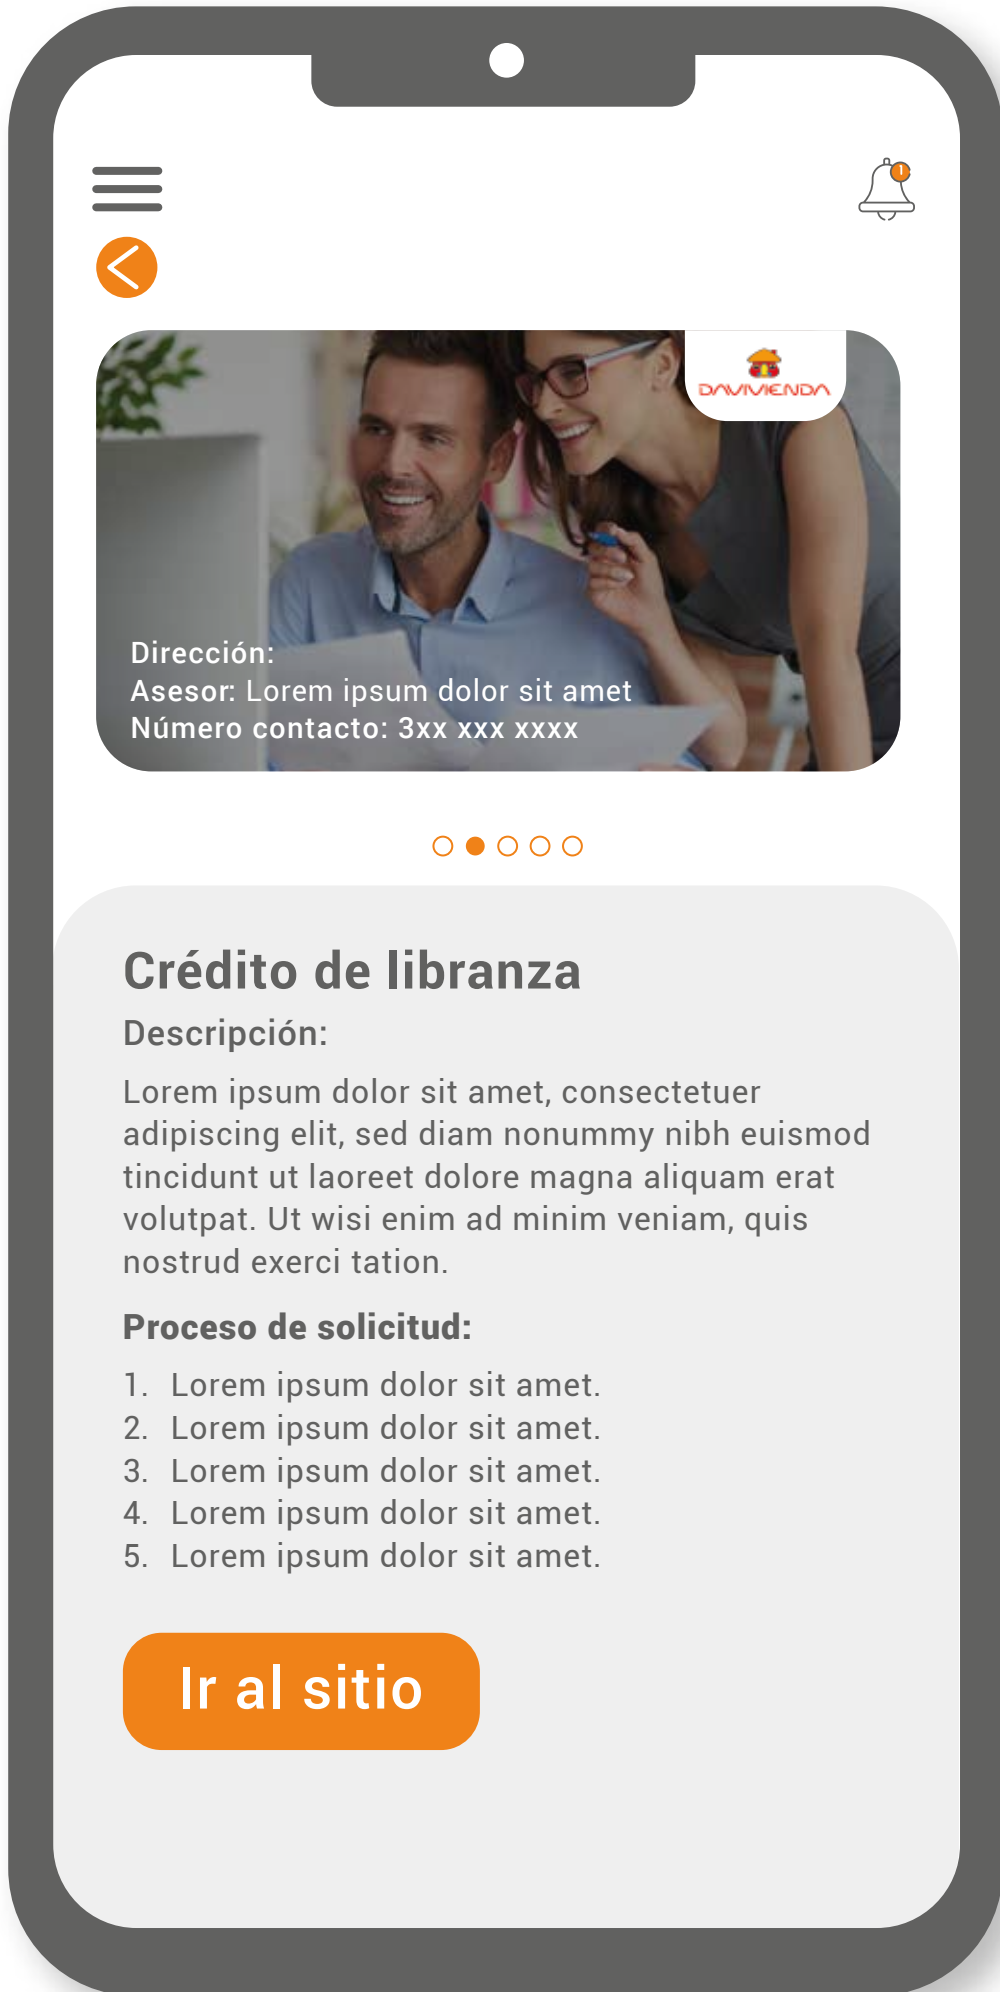 DAVIVIENDA
Dirección:
Asesor: Lorem ipsum dolor sit amet
Número contacto: 3xx xxx xxxx
Crédito de libranza
Descripción:
Lorem ipsum dolor sit amet, consectetuer
adipiscing elit, sed diam nonummy nibh euismod
tincidunt ut laoreet dolore magna aliquam erat
volutpat. Ut wisi enim ad minim veniam, quis
nostrud exerci tation.
Proceso de solicitud:
1. Lorem ipsum dolor sit amet.
2. Lorem ipsum dolor sit amet.
3. Lorem ipsum dolor sit amet.
4. Lorem ipsum dolor sit amet.
5. Lorem ipsum dolor sit amet.
Ir al sitio